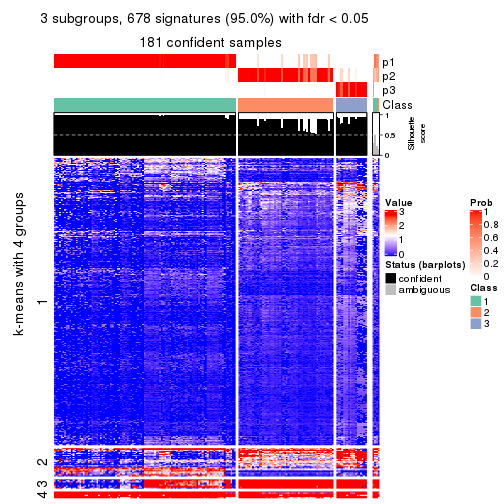 3 subgroups, 678 signatures (95.0%) with fdr < 0.05
181 confident samples
p1
p2
p3
Class
1
0.5
0
Silhouette
score
k-means with 4 groups
1
2
3
4
Value
3
2
1
0
Status (barplots)
confident
ambiguous
Prob
1
0.8
0.6
0.4
0.2
0
Class
1
2
3